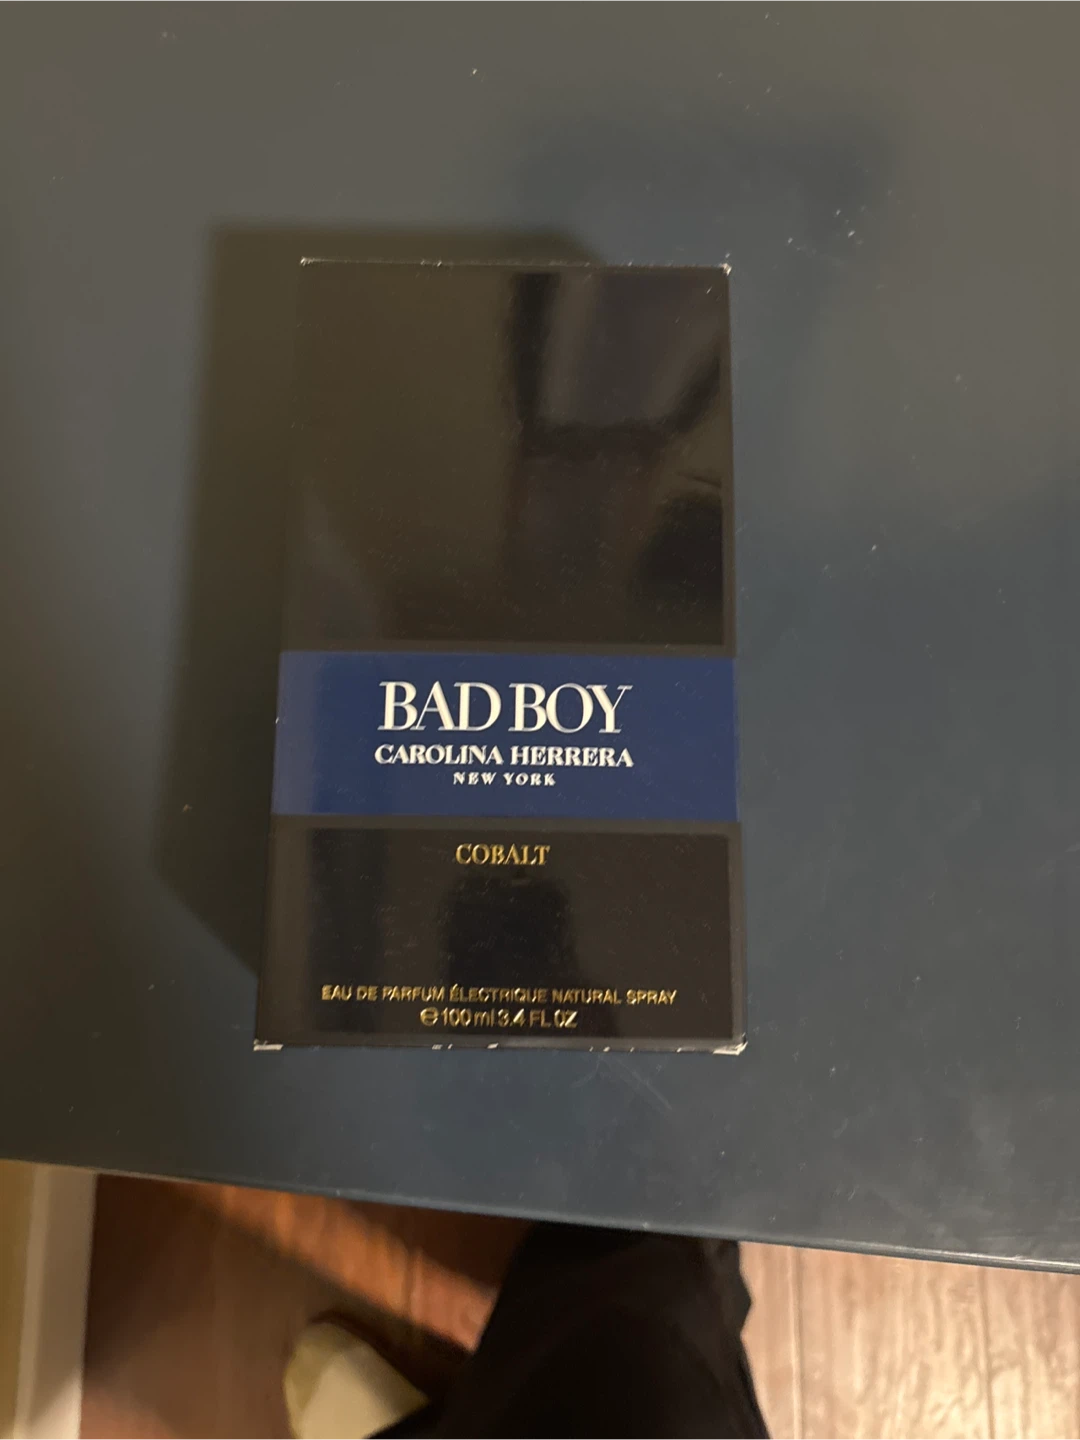 BAD BOY
CAROLINA HERRERA
NEW YORK
COBALT
EAU DE PARFUM ÉLECTRIQUE NATURAL SPRAY
℮100 ml 3.4 FL OZ